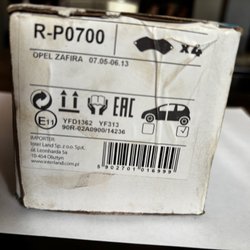 R-P0700
x4
OPEL ZAFIRA 07.05-06.13
EAC
E11
YFD1362 YF313
90R-02A0900/14236
IMPORTER:
Inter Land Sp. z o.o. Sp.K.
ul. Leonharda 5a
10-454 Olsztyn
www.interland.com.pl
5902701016999